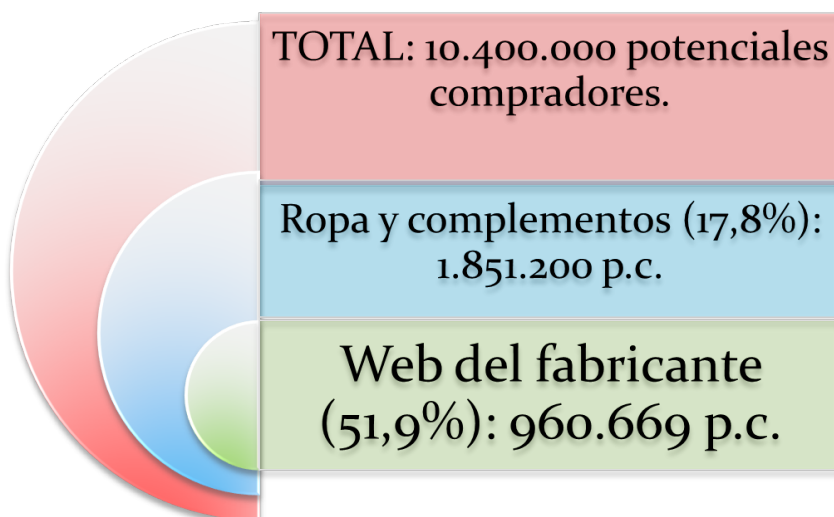 TOTAL: 10.400.000 potenciales
compradores.
Ropa y complementos (17,8%):
1.851.200 p.c.
Web del fabricante
(51,9%): 960.669 p.c.